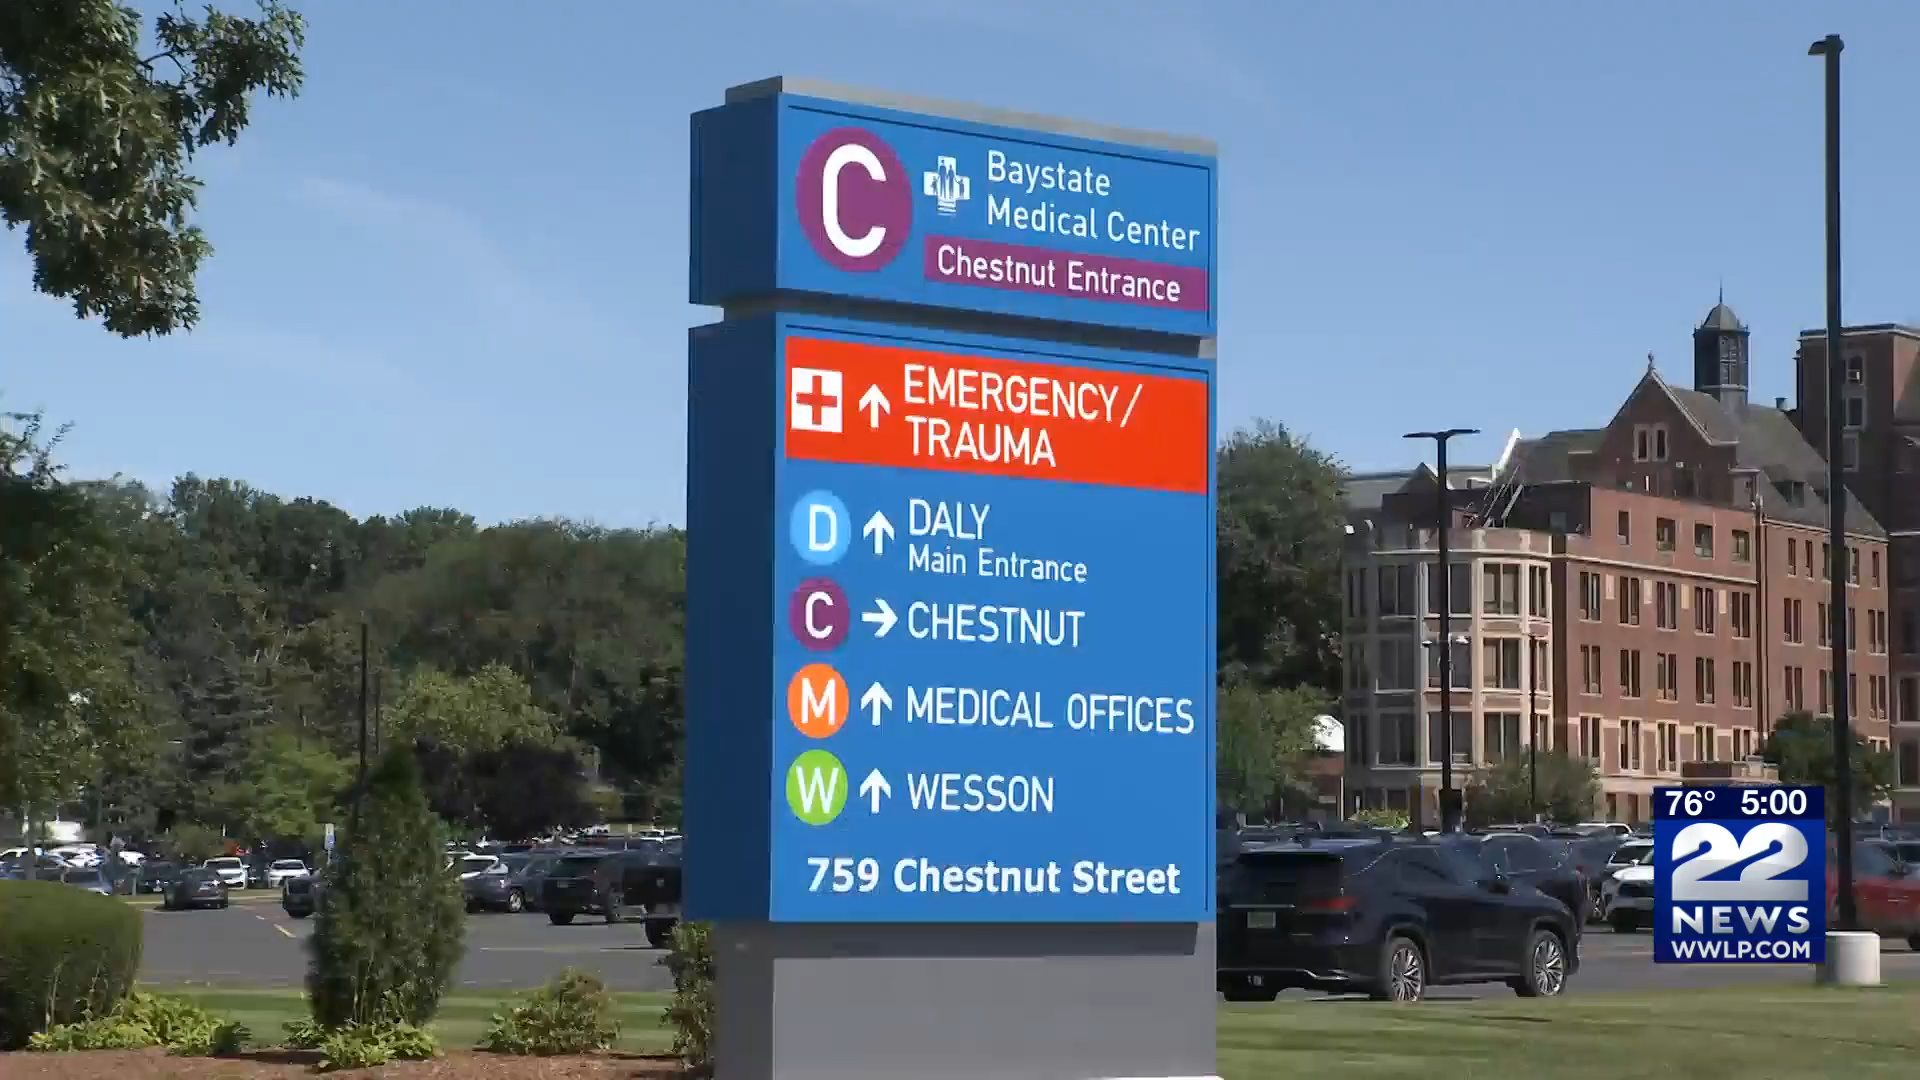 C
Baystate
Medical Center
Chestnut Entrance
EMERGENCY/
TRAUMA
D DALY
Main Entrance
C CHESTNUT
M MEDICAL OFFICES
W WESSON
759 Chestnut Street
76° 5:00
22
NEWS
WWLP.COM